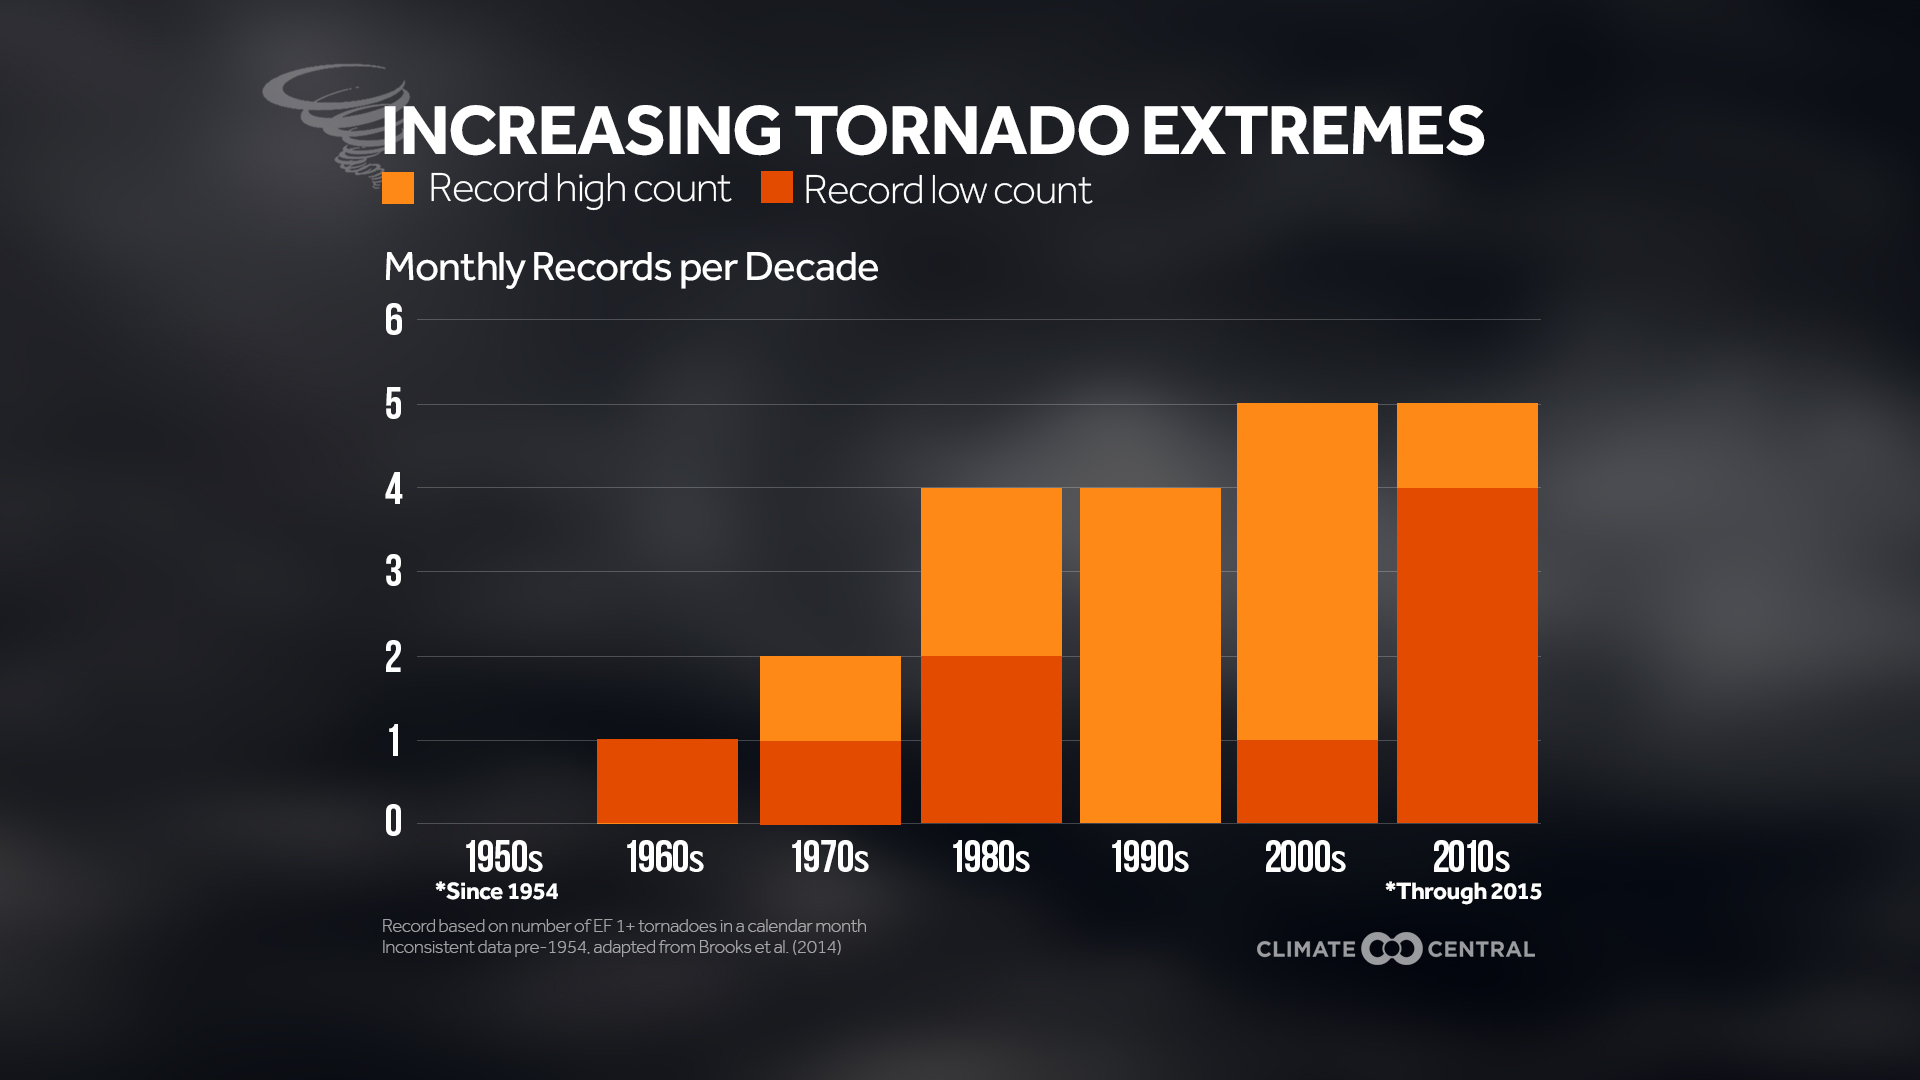 INCREASING TORNADO EXTREMES
Record high count Record low count
Monthly Records per Decade
6
5
4
3
2
1
0
1950s 1960s 1970s 1980s 1990s 2000s 2010s
*Since 1954 *Through 2015
Record based on number of EF 1+ tornadoes in a calendar month
Inconsistent data pre-1954, adapted from Brooks et al. (2014)
CLIMATE CENTRAL